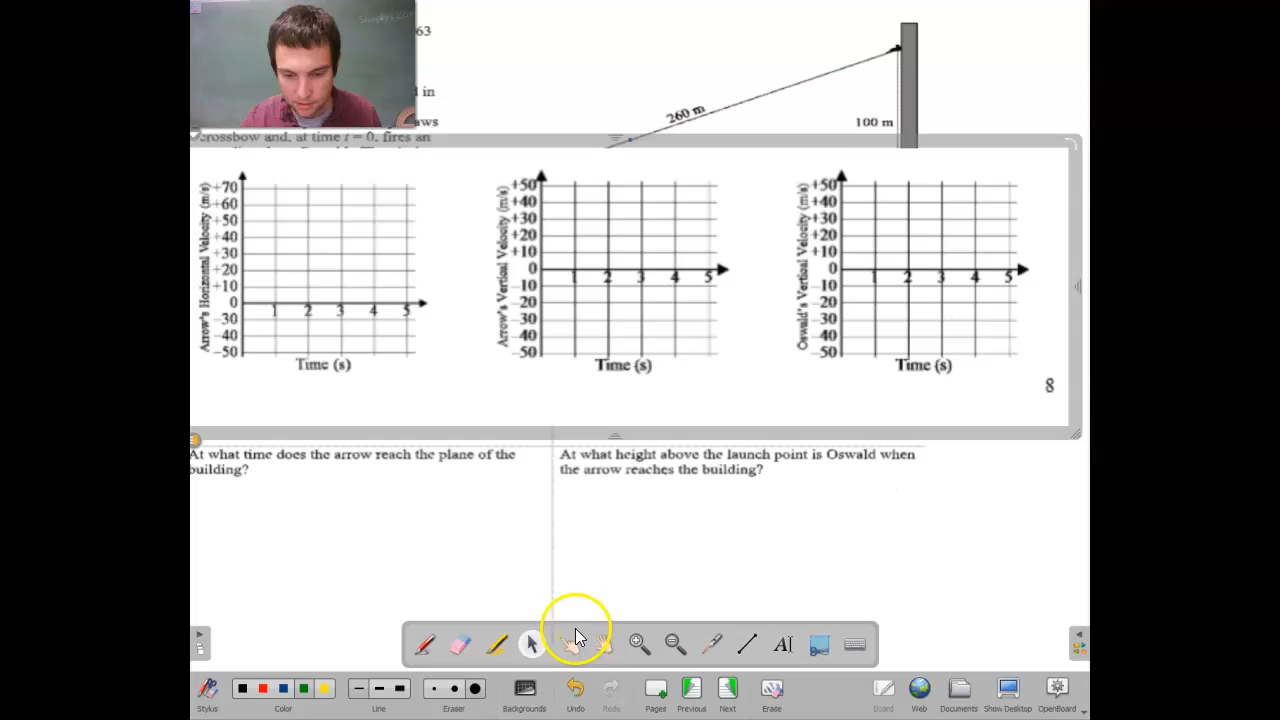 63
in
aws
crossbow and, at time t = 0, fires an
260 m
100 m
Arrow's Horizontal Velocity (m/s)
+70
+60
+50
+40
+30
+20
+10
0
-30
-40
-50
1 2 3 4 5
Time (s)
Arrow's Vertical Velocity (m/s)
+50
+40
+30
+20
+10
0
-10
-20
-30
-40
-50
1 2 3 4 5
Time (s)
Oswald's Vertical Velocity (m/s)
+50
+40
+30
+20
+10
0
-10
-20
-30
-40
-50
1 2 3 4 5
Time (s)
8
At what time does the arrow reach the plane of the
building?
At what height above the launch point is Oswald when
the arrow reaches the building?
AI
Stylus Color Line Eraser Backgrounds Undo Redo Pages Previous Next Erase Board Web Documents Show Desktop OpenBoard